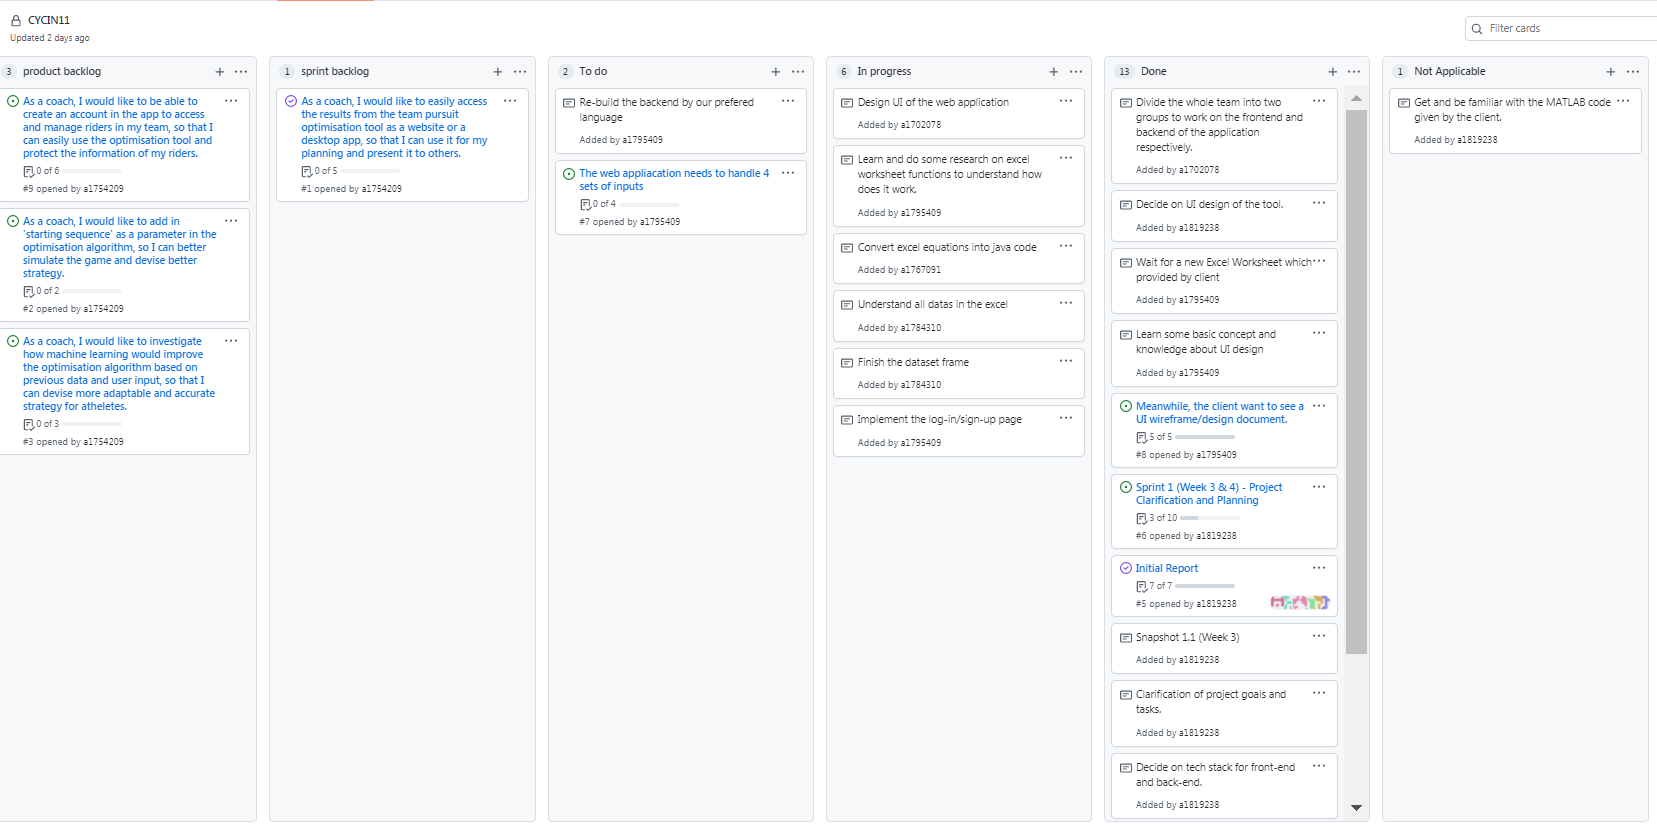 CYCIN11
Updated 2 days ago
Filter cards
3 product backlog
As a coach, I would like to be able to
create an account in the app to access
and manage riders in my team, so that I
can easily use the optimisation tool and
protect the information of my riders.
0 of 6
#9 opened by a1754209
As a coach, I would like to add in
'starting sequence' as a parameter in the
optimisation algorithm, so I can better
simulate the game and devise better
strategy.
0 of 2
#2 opened by a1754209
As a coach, I would like to investigate
how machine learning would improve
the optimisation algorithm based on
previous data and user input, so that I
can devise more adaptable and accurate
strategy for atheletes.
0 of 3
#3 opened by a1754209
1 sprint backlog
As a coach, I would like to easily access
the results from the team pursuit
optimisation tool as a website or a
desktop app, so that I can use it for my
planning and present it to others.
0 of 5
#1 opened by a1754209
2 To do
Re-build the backend by our prefered
language
Added by a1795409
The web appliacation needs to handle 4
sets of inputs
0 of 4
#7 opened by a1795409
6 In progress
Design UI of the web application
Added by a1702078
Learn and do some research on excel
worksheet functions to understand how
does it work.
Added by a1795409
Convert excel equations into java code
Added by a1767091
Understand all datas in the excel
Added by a1784310
Finish the dataset frame
Added by a1784310
Implement the log-in/sign-up page
Added by a1795409
13 Done
Divide the whole team into two
groups to work on the frontend and
backend of the application
respectively.
Added by a1702078
Decide on UI design of the tool.
Added by a1819238
Wait for a new Excel Worksheet which
provided by client
Added by a1795409
Learn some basic concept and
knowledge about UI design
Added by a1795409
Meanwhile, the client want to see a
UI wireframe/design document.
5 of 5
#8 opened by a1795409
Sprint 1 (Week 3 & 4) - Project
Clarification and Planning
3 of 10
#6 opened by a1819238
Initial Report
7 of 7
#5 opened by a1819238
Snapshot 1.1 (Week 3)
Added by a1819238
Clarification of project goals and
tasks.
Added by a1819238
Decide on tech stack for front-end
and back-end.
Added by a1819238
1 Not Applicable
Get and be familiar with the MATLAB code
given by the client.
Added by a1819238